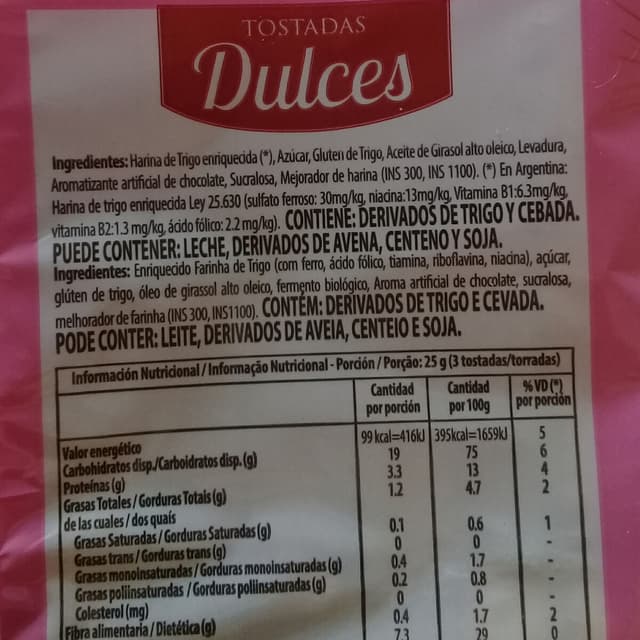 TOSTADAS
Dulces
Ingredientes: Harina de Trigo enriquecida (*), Azúcar, Gluten de Trigo, Aceite de Girasol alto oleico, Levadura,
Aromatizante artificial de chocolate, Sucralosa, Mejorador de harina (INS 300, INS 1100). (*) En Argentina:
Harina de trigo enriquecida Ley 25.630 (sulfato ferroso: 30mg/kg, niacina:13mg/kg, Vitamina B1:6.3mg/kg,
vitamina B2:1.3 mg/kg, ácido fólico: 2.2 mg/kg). CONTIENE: DERIVADOS DE TRIGO Y CEBADA.
PUEDE CONTENER: LECHE, DERIVADOS DE AVENA, CENTENO Y SOJA.
Ingredientes: Enriquecido Farinha de Trigo (com ferro, ácido fólico, tiamina, riboflavina, niacina), açúcar,
glúten de trigo, óleo de girassol alto oleico, fermento biológico, Aroma artificial de chocolate, sucralosa,
melhorador de farinha (INS 300, INS1100). CONTÉM: DERIVADOS DE TRIGO E CEVADA.
PODE CONTER: LEITE, DERIVADOS DE AVEIA, CENTEIO E SOJA.
Información Nutricional / Informação Nutricional - Porción / Porção: 25 g (3 tostadas/torradas)
Cantidad por porción Cantidad por 100g % VD (*) por porción
Valor energético 99 kcal=416kJ 395kcal=1659kJ 5
Carbohidratos disp./Carboidratos disp. (g) 19 75 6
Proteínas (g) 3.3 13 4
Grasas Totales / Gorduras Totais (g) 1.2 4.7 2
de las cuales / dos quais
Grasas Saturadas / Gorduras Saturadas (g) 0.1 0.6 1
Grasas trans / Gorduras trans (g) 0 0 -
Grasas monoinsaturadas / Gorduras monoinsaturadas (g) 0.4 1.7 -
Grasas poliinsaturadas / Gorduras poliinsaturadas (g) 0.2 0.8 -
Colesterol (mg) 0 0 -
Fibra alimentaria / Dietética (g) 0.4 1.7 2
7.3 29 0